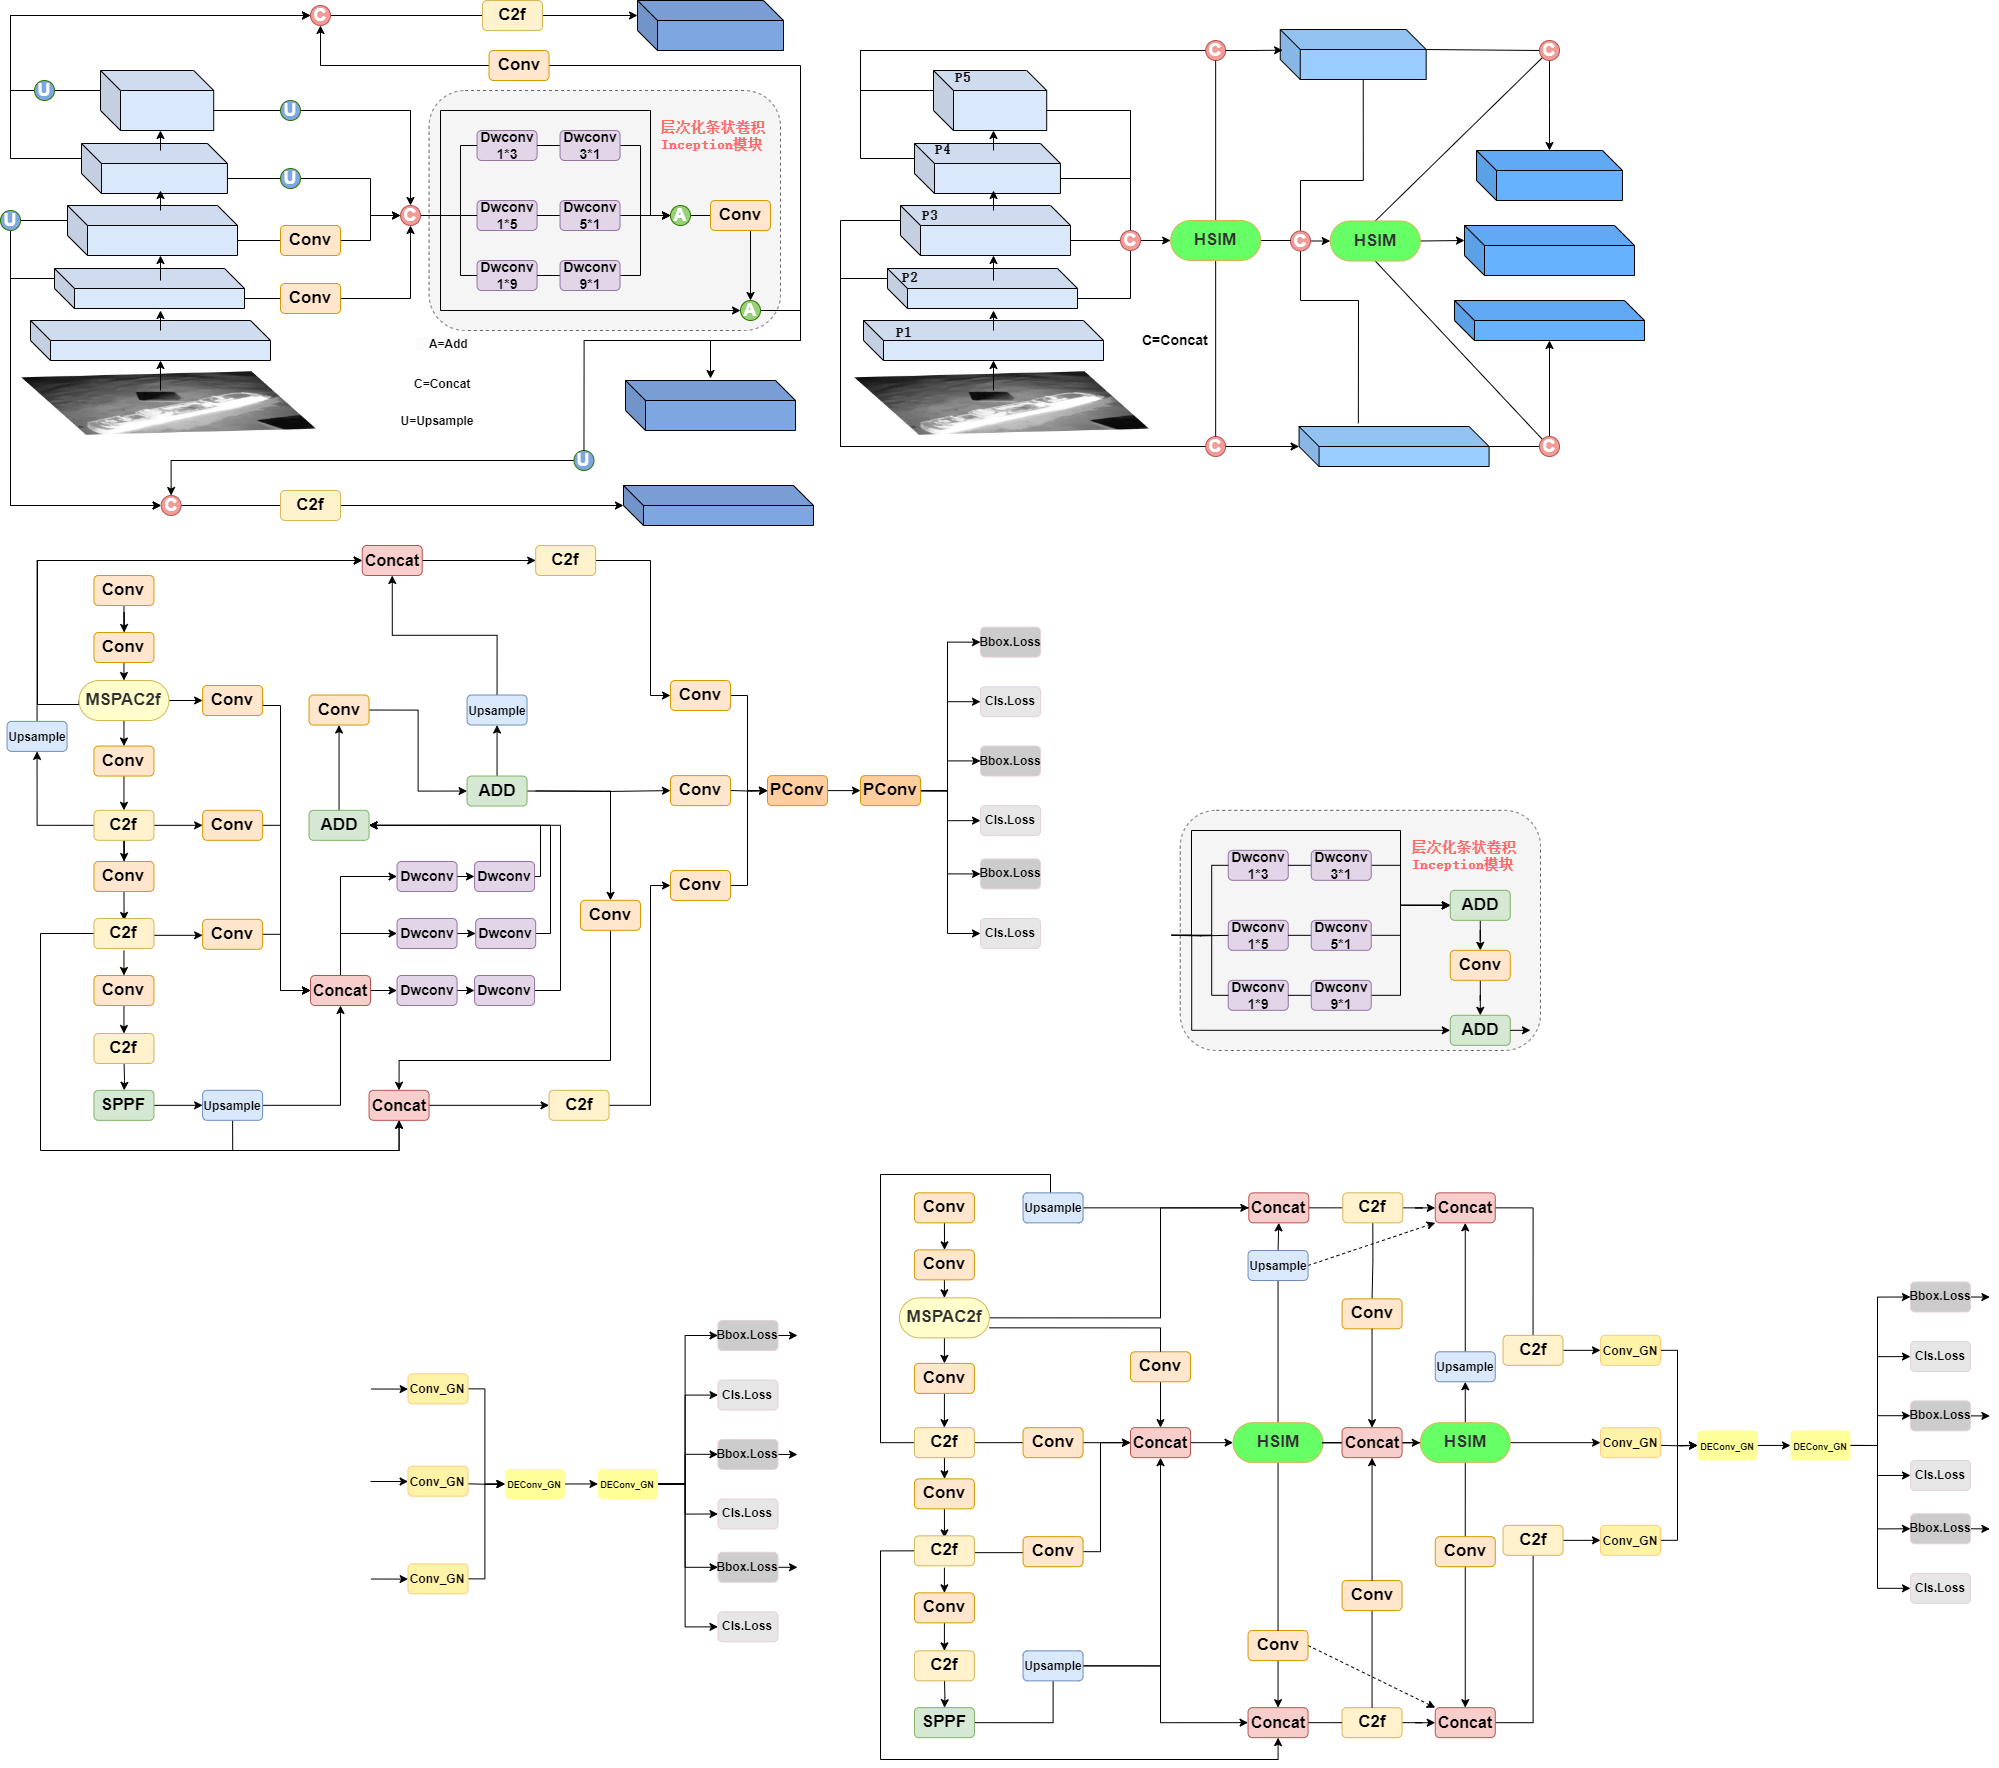 C
C2f
Conv
U
U
U
U
Conv
Conv
C
Dwconv
1*3
Dwconv
3*1
Dwconv
1*5
Dwconv
5*1
Dwconv
1*9
Dwconv
9*1
层次化条状卷积
Inception模块
A
Conv
A
A=Add
C=Concat
U=Upsample
U
C
C2f
P5
P4
P3
P2
P1
C
C
C
HSIM
C
HSIM
C=Concat
C
C
Conv
Conv
MSPAC2f
Upsample
Conv
C2f
Conv
C2f
Conv
C2f
SPPF
Conv
Conv
Conv
Upsample
Concat
C2f
Conv
Upsample
ADD
ADD
Dwconv
Dwconv
Dwconv
Dwconv
Concat
Dwconv
Dwconv
Conv
Concat
C2f
Conv
Conv
Conv
PConv
PConv
Bbox.Loss
Cls.Loss
Bbox.Loss
Cls.Loss
Bbox.Loss
Cls.Loss
Dwconv
1*3
Dwconv
3*1
Dwconv
1*5
Dwconv
5*1
Dwconv
1*9
Dwconv
9*1
层次化条状卷积
Inception模块
ADD
Conv
ADD
Conv_GN
Conv_GN
Conv_GN
DEConv_GN
DEConv_GN
Bbox.Loss
Cls.Loss
Bbox.Loss
Cls.Loss
Bbox.Loss
Cls.Loss
Conv
Conv
MSPAC2f
Conv
C2f
Conv
C2f
Conv
C2f
SPPF
Upsample
Conv
Conv
Upsample
Conv
Concat
Concat
Upsample
HSIM
Conv
Concat
C2f
Conv
Concat
Conv
C2f
Concat
Upsample
HSIM
Conv
Concat
C2f
C2f
Conv_GN
Conv_GN
Conv_GN
DEConv_GN
DEConv_GN
Bbox.Loss
Cls.Loss
Bbox.Loss
Cls.Loss
Bbox.Loss
Cls.Loss